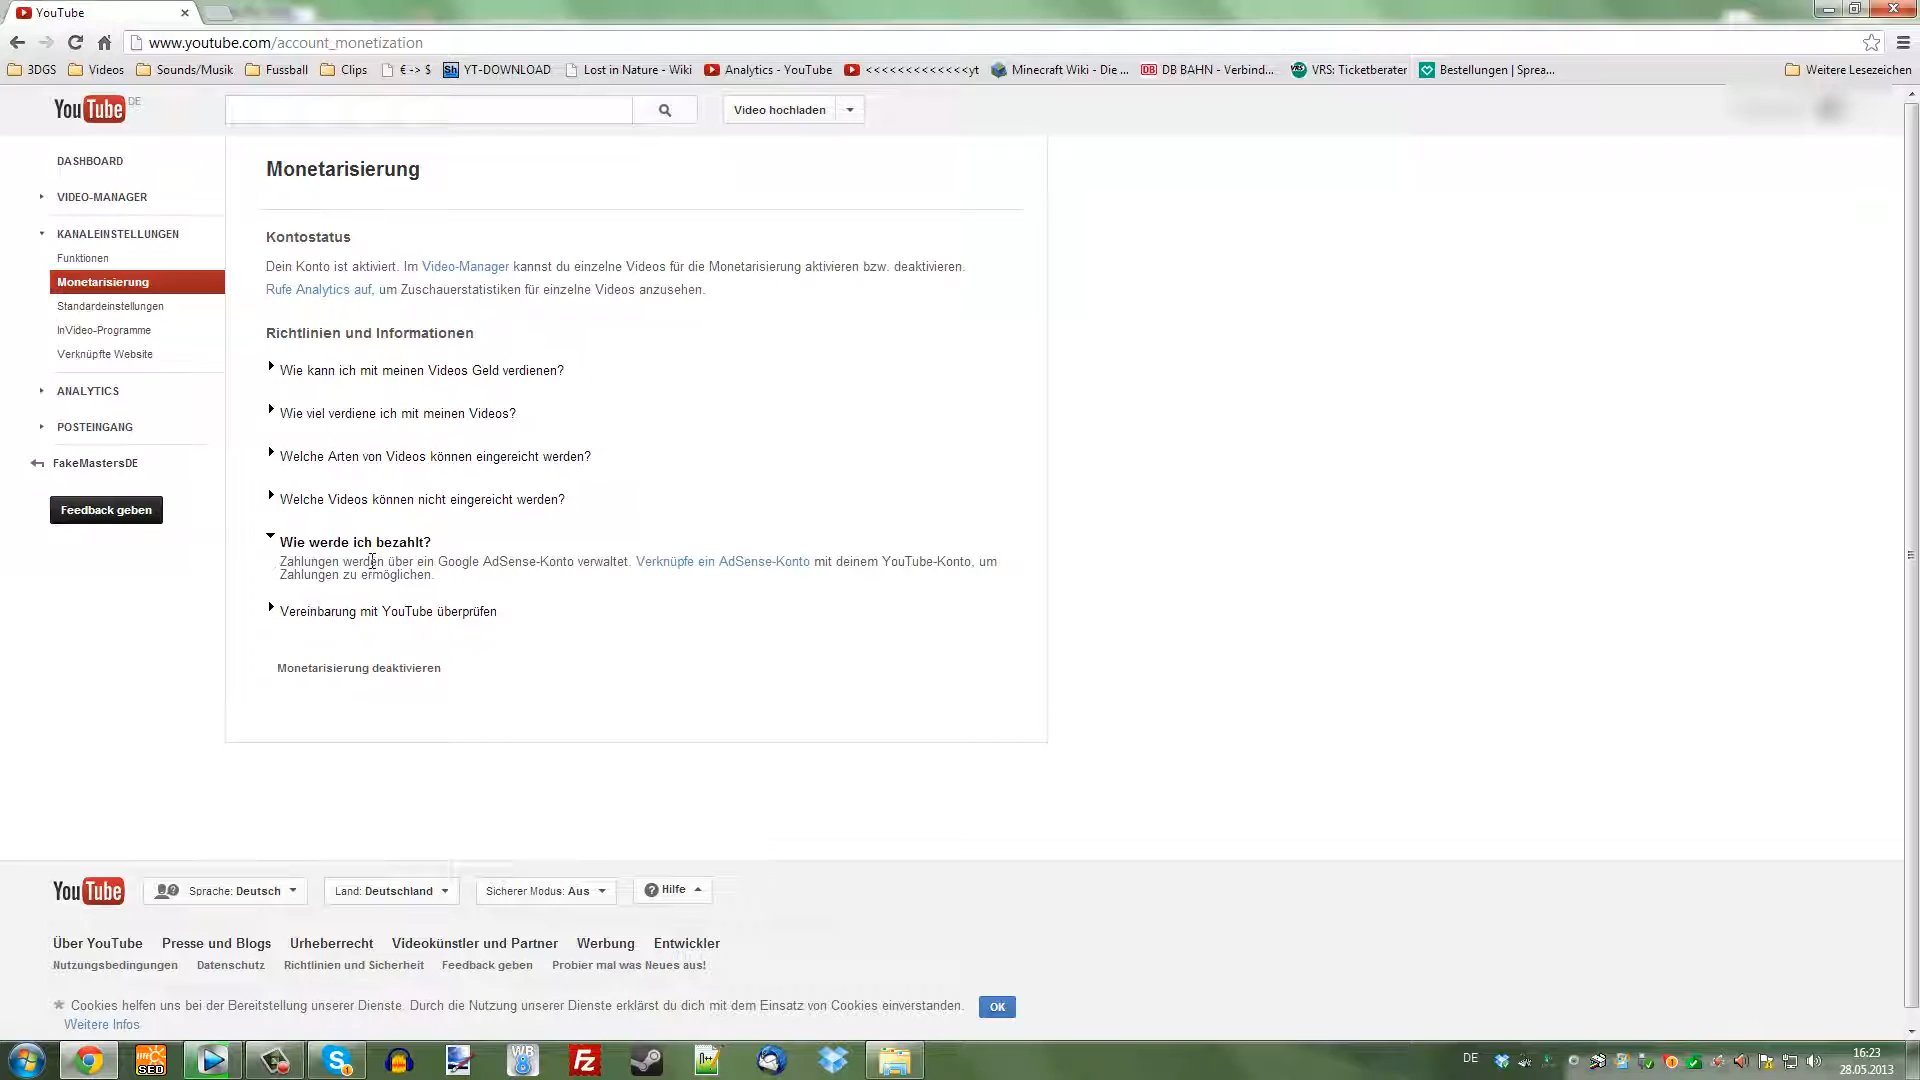 YouTube
www.youtube.com/account_monetization
3DGS Videos Sounds/Musik Fussball Clips € -> $ YT-DOWNLOAD Lost in Nature - Wiki Analytics - YouTube <<<<<<<<<<<<<yt Minecraft Wiki - Die ... DB BAHN - Verbind... VRS: Ticketberater Bestellungen | Sprea... Weitere Lesezeichen
YouTube DE
Video hochladen
DASHBOARD
VIDEO-MANAGER
KANALEINSTELLUNGEN
Funktionen
Monetarisierung
Standardeinstellungen
InVideo-Programme
Verknüpfte Website
ANALYTICS
POSTEINGANG
FakeMastersDE
Feedback geben
Monetarisierung
Kontostatus
Dein Konto ist aktiviert. Im Video-Manager kannst du einzelne Videos für die Monetarisierung aktivieren bzw. deaktivieren.
Rufe Analytics auf, um Zuschauerstatistiken für einzelne Videos anzusehen.
Richtlinien und Informationen
Wie kann ich mit meinen Videos Geld verdienen?
Wie viel verdiene ich mit meinen Videos?
Welche Arten von Videos können eingereicht werden?
Welche Videos können nicht eingereicht werden?
Wie werde ich bezahlt?
Zahlungen werden über ein Google AdSense-Konto verwaltet. Verknüpfe ein AdSense-Konto mit deinem YouTube-Konto, um
Zahlungen zu ermöglichen.
Vereinbarung mit YouTube überprüfen
Monetarisierung deaktivieren
YouTube Sprache: Deutsch Land: Deutschland Sicherer Modus: Aus Hilfe
Über YouTube Presse und Blogs Urheberrecht Videokünstler und Partner Werbung Entwickler
Nutzungsbedingungen Datenschutz Richtlinien und Sicherheit Feedback geben Probier mal was Neues aus!
Cookies helfen uns bei der Bereitstellung unserer Dienste. Durch die Nutzung unserer Dienste erklärst du dich mit dem Einsatz von Cookies einverstanden. OK
Weitere Infos
DE 16:23
28.05.2013